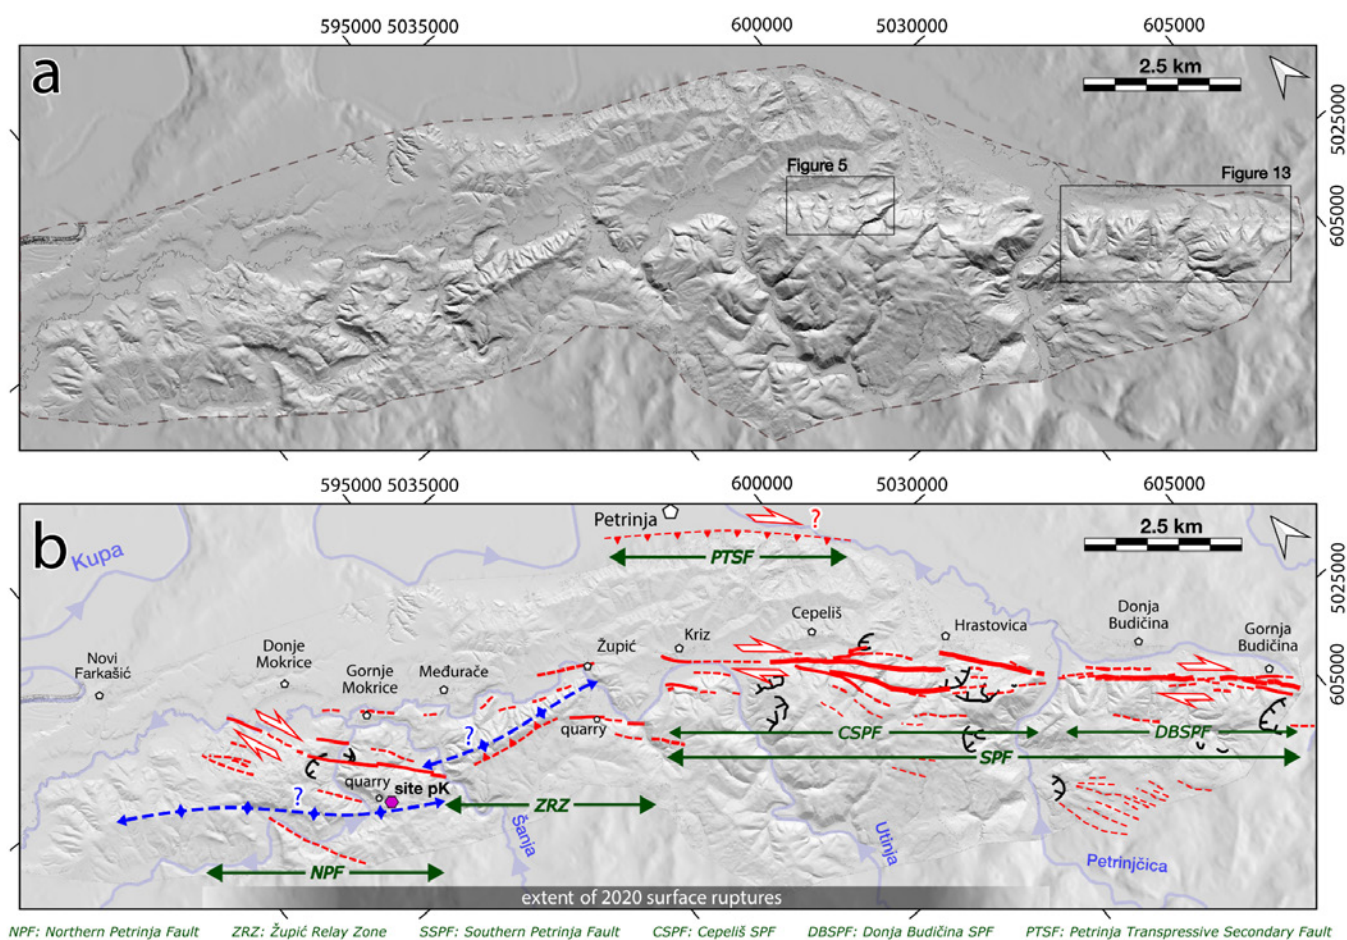 595000 5035000 600000 5030000 605000
a
2.5 km
5025000
Figure 5
Figure 13
605000
595000 5035000 600000 5030000 605000
b
Petrinja
?
2.5 km
PTSF
Kupa
5025000
Cepeliš
Donja
Budičina
Hrastovica
Gornja
Budičina
Kriz
Župić
Donje
Mokrice
Novi
Farkašić
Gornje
Mokrice
Međurače
605000
?
quarry
CSPF
DBSPF
SPF
quarry
site pK
?
ZRZ
Šanja
Utinja
Petrinjčica
NPF
extent of 2020 surface ruptures
NPF: Northern Petrinja Fault ZRZ: Župić Relay Zone SSPF: Southern Petrinja Fault CSPF: Cepeliš SPF DBSPF: Donja Budičina SPF PTSF: Petrinja Transpressive Secondary Fault